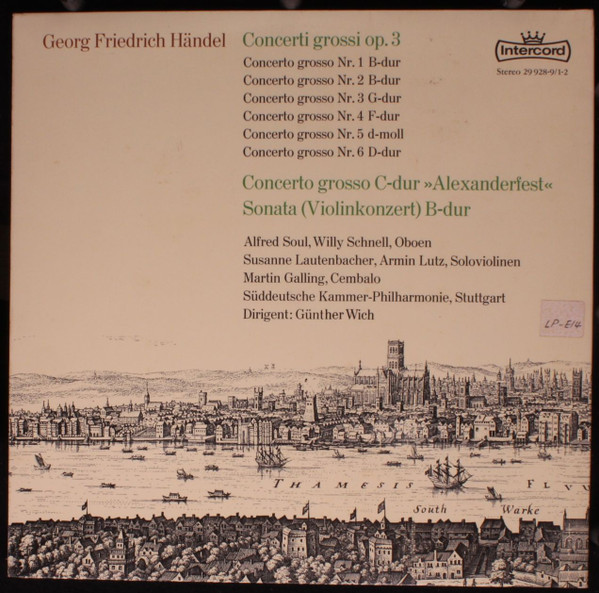 Georg Friedrich Händel
Concerti grossi op. 3
Concerto grosso Nr. 1 B-dur
Concerto grosso Nr. 2 B-dur
Concerto grosso Nr. 3 G-dur
Concerto grosso Nr. 4 F-dur
Concerto grosso Nr. 5 d-moll
Concerto grosso Nr. 6 D-dur
Intercord
Stereo 29 928-9/1-2
Concerto grosso C-dur »Alexanderfest«
Sonata (Violinkonzert) B-dur
Alfred Soul, Willy Schnell, Oboen
Susanne Lautenbacher, Armin Lutz, Soloviolinen
Martin Galling, Cembalo
Süddeutsche Kammer-Philharmonie, Stuttgart
Dirigent: Günther Wich
LP-E14
22
THAMESIS FLVV
South Warke